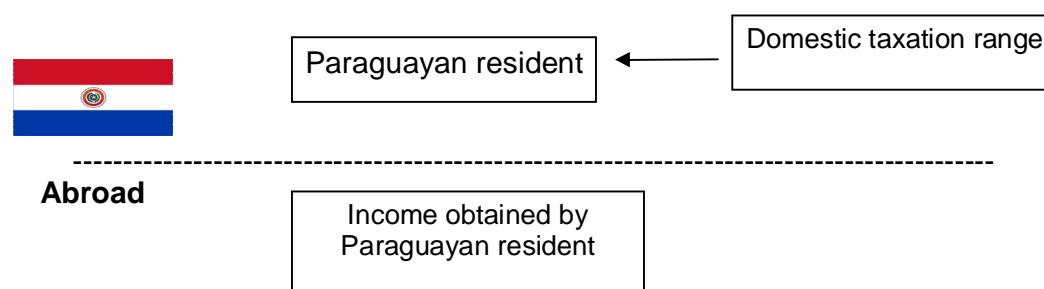 Domestic taxation range
Paraguayan resident
Abroad
Income obtained by
Paraguayan resident